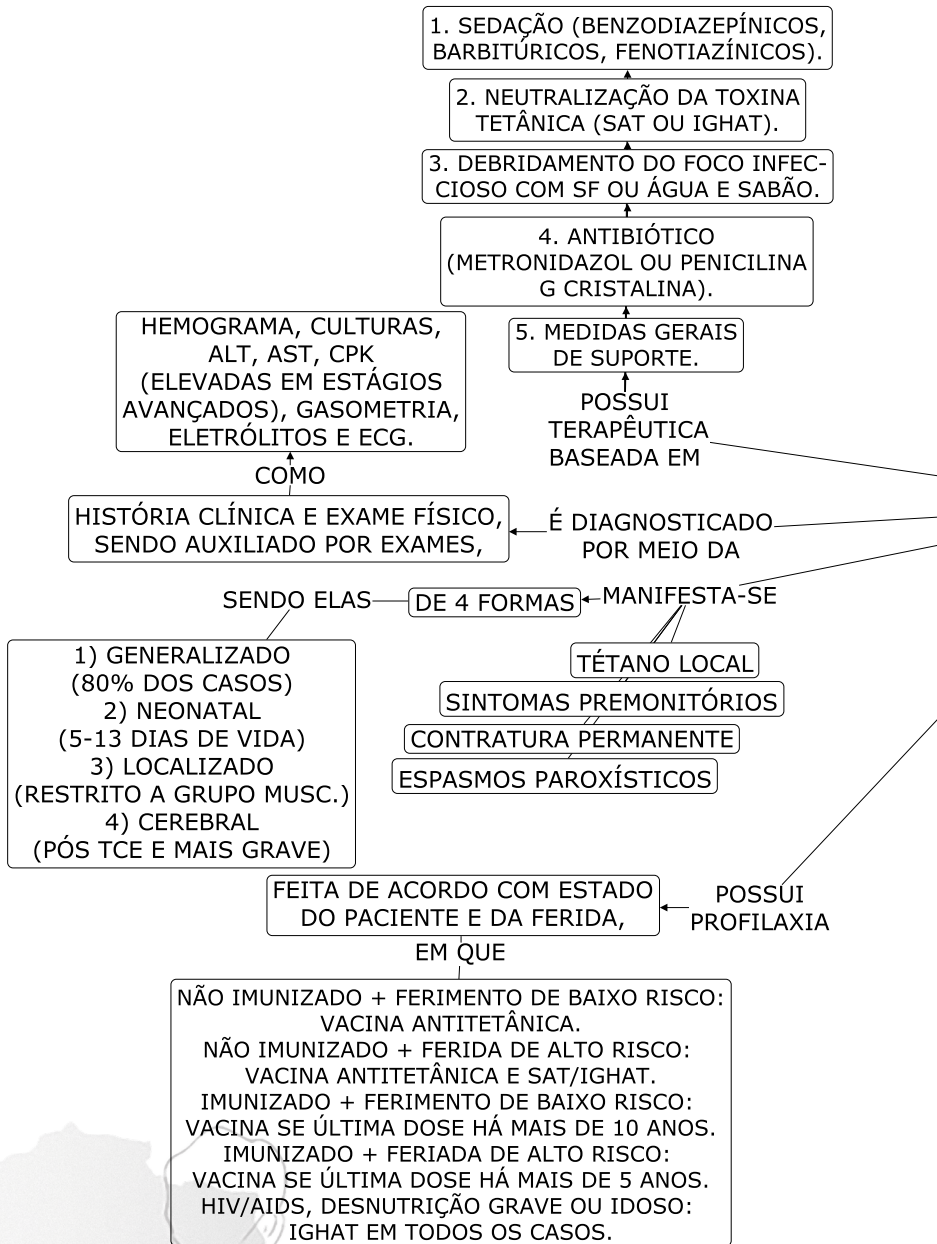 1. SEDAÇÃO (BENZODIAZEPÍNICOS,
BARBITÚRICOS, FENOTIAZÍNICOS).
2. NEUTRALIZAÇÃO DA TOXINA
TETÂNICA (SAT OU IGHAT).
3. DEBRIDAMENTO DO FOCO INFEC-
CIOSO COM SF OU ÁGUA E SABÃO.
4. ANTIBIÓTICO
(METRONIDAZOL OU PENICILINA
G CRISTALINA).
5. MEDIDAS GERAIS
DE SUPORTE.
POSSUI
TERAPÊUTICA
BASEADA EM
HEMOGRAMA, CULTURAS,
ALT, AST, CPK
(ELEVADAS EM ESTÁGIOS
AVANÇADOS), GASOMETRIA,
ELETRÓLITOS E ECG.
COMO
HISTÓRIA CLÍNICA E EXAME FÍSICO,
SENDO AUXILIADO POR EXAMES,
É DIAGNOSTICADO
POR MEIO DA
SENDO ELAS
DE 4 FORMAS
MANIFESTA-SE
1) GENERALIZADO
(80% DOS CASOS)
2) NEONATAL
(5-13 DIAS DE VIDA)
3) LOCALIZADO
(RESTRITO A GRUPO MUSC.)
4) CEREBRAL
(PÓS TCE E MAIS GRAVE)
TÉTANO LOCAL
SINTOMAS PREMONITÓRIOS
CONTRATURA PERMANENTE
ESPASMOS PAROXÍSTICOS
FEITA DE ACORDO COM ESTADO
DO PACIENTE E DA FERIDA,
POSSUI
PROFILAXIA
EM QUE
NÃO IMUNIZADO + FERIMENTO DE BAIXO RISCO:
VACINA ANTITETÂNICA.
NÃO IMUNIZADO + FERIDA DE ALTO RISCO:
VACINA ANTITETÂNICA E SAT/IGHAT.
IMUNIZADO + FERIMENTO DE BAIXO RISCO:
VACINA SE ÚLTIMA DOSE HÁ MAIS DE 10 ANOS.
IMUNIZADO + FERIADA DE ALTO RISCO:
VACINA SE ÚLTIMA DOSE HÁ MAIS DE 5 ANOS.
HIV/AIDS, DESNUTRIÇÃO GRAVE OU IDOSO:
IGHAT EM TODOS OS CASOS.